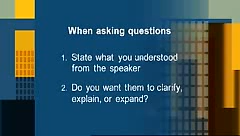 When asking questions
1. State what you understood
from the speaker
2. Do you want them to clarify,
explain, or expand?